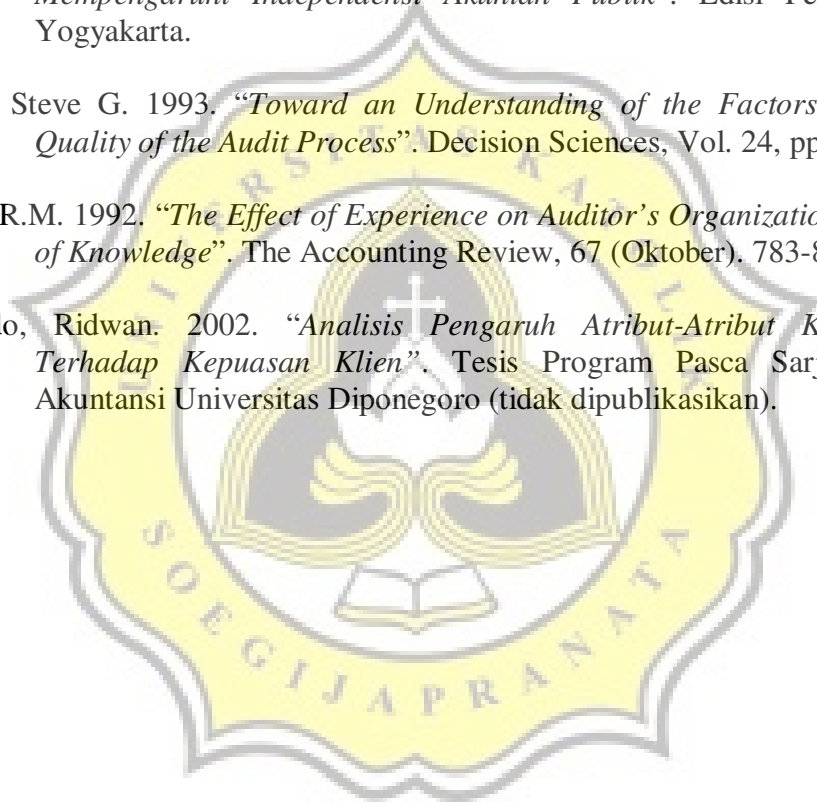 Mempengaruhi Independensi Akuntan Publik”. Edisi
Yogyakarta.
Steve G. 1993. “Toward an Understanding of the Factors
Quality of the Audit Process”. Decision Sciences, Vol. 24, pp
R.M. 1992. “The Effect of Experience on Auditor’s
of Knowledge”. The Accounting Review, 67 (Oktober). 783-8
Ridwan. 2002. “Analisis Pengaruh Atribut-Atribut K
Terhadap Kepuasan Klien”. Tesis Program Pasca
Akuntansi Universitas Diponegoro (tidak dipublikasikan).
UNIVERSITAS KATOLIK
SOEGIJAPRANATA